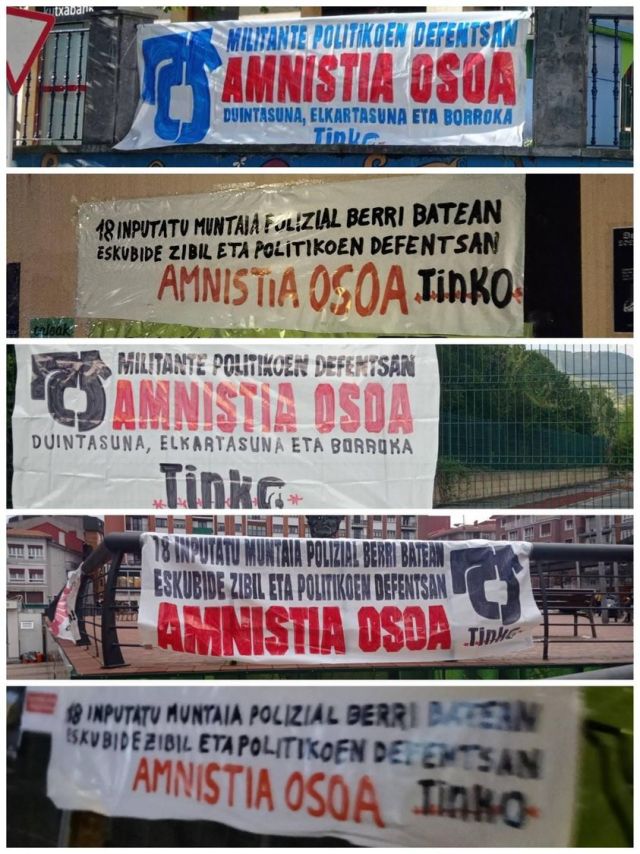 kutxabank
MILITANTE POLITIKOEN DEFENTSAN
AMNISTIA OSOA
DUINTASUNA, ELKARTASUNA ETA BORROKA
Tinko
18 INPUTATU MUNTAIA POLIZIAL BERRI BATEAN
ESKUBIDE ZIBIL ETA POLITIKOEN DEFENTSAN
AMNISTIA OSOA TINKO
MILITANTE POLITIKOEN DEFENTSAN
AMNISTIA OSOA
DUINTASUNA, ELKARTASUNA ETA BORROKA
Tinko
18 INPUTATU MUNTAIA POLIZIAL BERRI BATEAN
ESKUBIDE ZIBIL ETA POLITIKOEN DEFENTSAN
AMNISTIA OSOA
Tinko
18 INPUTATU MUNTAIA POLIZIAL BERRI BATEAN
ESKUBIDE ZIBIL ETA POLITIKOEN DEFENTSAN
AMNISTIA OSOA TINKO